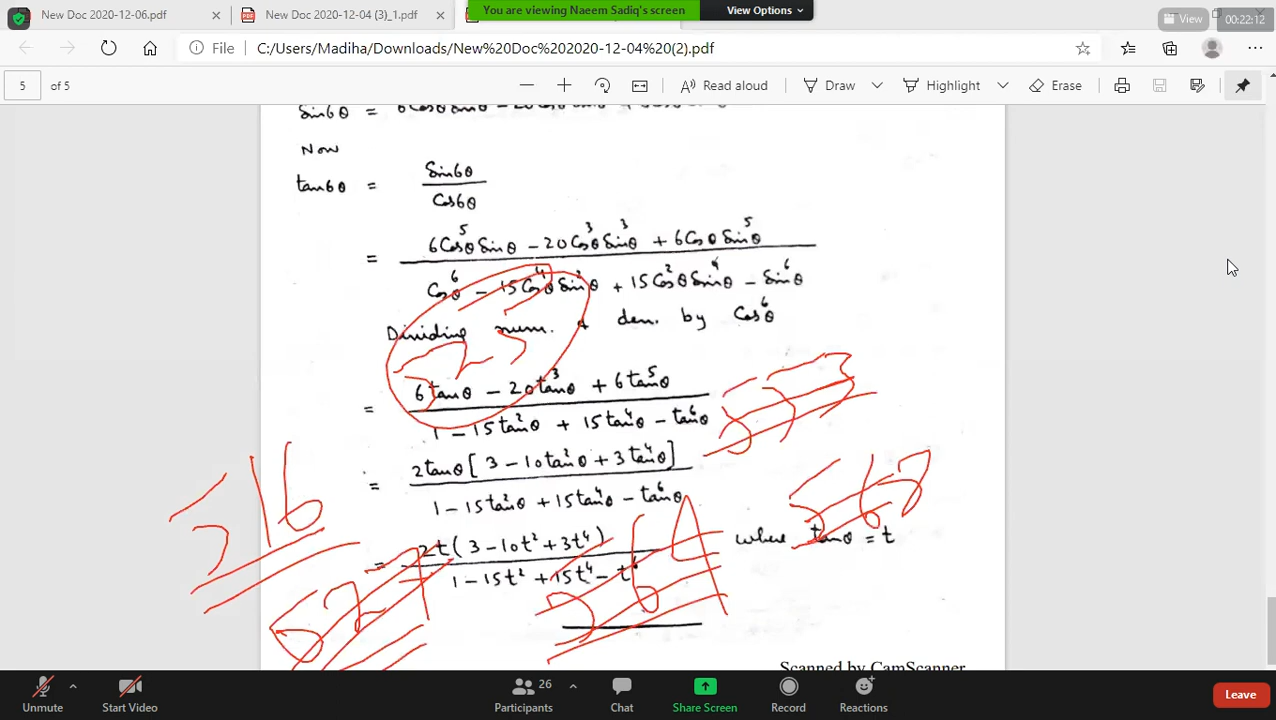 New Doc 2020-12-06.pdf
New Doc 2020-12-04 (3)_1.pdf
You are viewing Naeem Sadiq's screen
View Options
View
00:22:12
File
C:/Users/Madiha/Downloads/New%20Doc%202020-12-04%20(2).pdf
5 of 5
Read aloud
Draw
Highlight
Erase
Sin6θ =
Now
tan6θ = Sin6θ / Cos6θ
= 6Cos⁵θ Sinθ − 20Cos³θ Sin³θ + 6Cosθ Sin⁵θ / Cos⁶θ − 15Cos⁴θ Sin²θ + 15Cos²θ Sin⁴θ − Sin⁶θ
Dividing num. & den. by Cos⁶θ
= 6tanθ − 20tan³θ + 6tan⁵θ / 1 − 15tan²θ + 15tan⁴θ − tan⁶θ
= 2tanθ[3 − 10tan²θ + 3tan⁴θ] / 1 − 15tan²θ + 15tan⁴θ − tan⁶θ
= 2t(3 − 10t² + 3t⁴) / 1 − 15t² + 15t⁴ − t⁶ where tanθ = t
516
527
564
Scanned by CamScanner
Unmute
Start Video
26
Participants
Chat
Share Screen
Record
Reactions
Leave